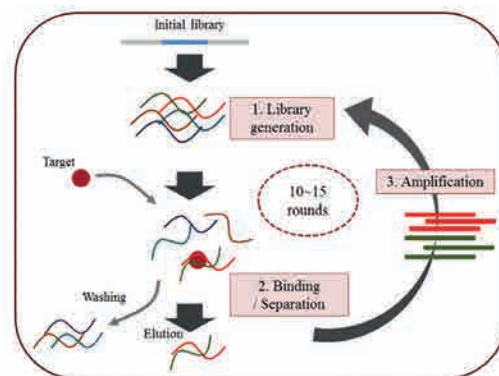 Initial library
1. Library
generation
Target
3. Amplification
10~15
rounds
2. Binding
/ Separation
Washing
Elution